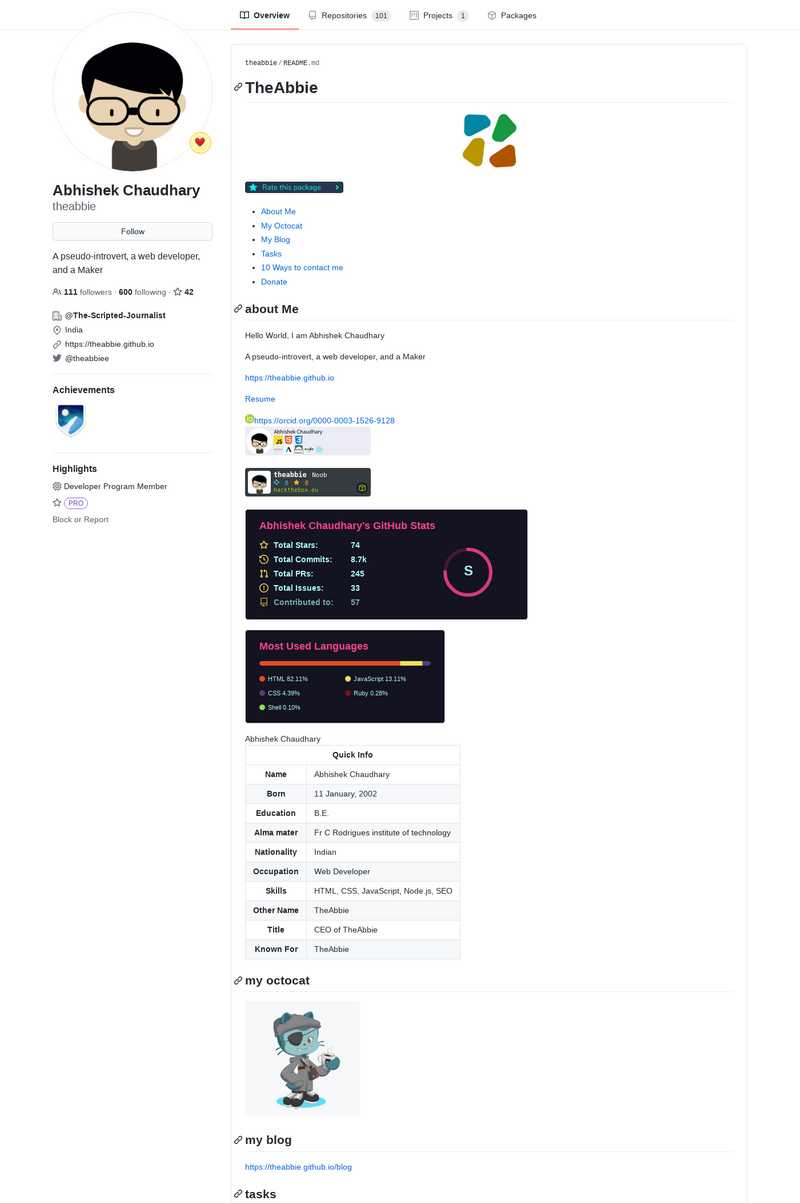 Overview
Repositories 101
Projects 1
Packages
Abhishek Chaudhary
theabbie
Follow
A pseudo-introvert, a web developer,
and a Maker
111 followers · 600 following · 42
@The-Scripted-Journalist
India
https://theabbie.github.io
@theabbiee
Achievements
Highlights
Developer Program Member
PRO
Block or Report
theabbie / README.md
TheAbbie
Rate this package
About Me
My Octocat
My Blog
Tasks
10 Ways to contact me
Donate
about Me
Hello World, I am Abhishek Chaudhary
A pseudo-introvert, a web developer, and a Maker
https://theabbie.github.io
Resume
iD https://orcid.org/0000-0003-1526-9128
Abhishek Chaudhary
theabbie Noob
hackthebox.eu
Abhishek Chaudhary's GitHub Stats
Total Stars: 74
Total Commits: 8.7k
Total PRs: 245
Total Issues: 33
Contributed to: 57
S
Most Used Languages
HTML 82.11% JavaScript 13.11%
CSS 4.39% Ruby 0.28%
Shell 0.10%
Abhishek Chaudhary
Quick Info
Name Abhishek Chaudhary
Born 11 January, 2002
Education B.E.
Alma mater Fr C Rodrigues institute of technology
Nationality Indian
Occupation Web Developer
Skills HTML, CSS, JavaScript, Node.js, SEO
Other Name TheAbbie
Title CEO of TheAbbie
Known For TheAbbie
my octocat
my blog
https://theabbie.github.io/blog
tasks